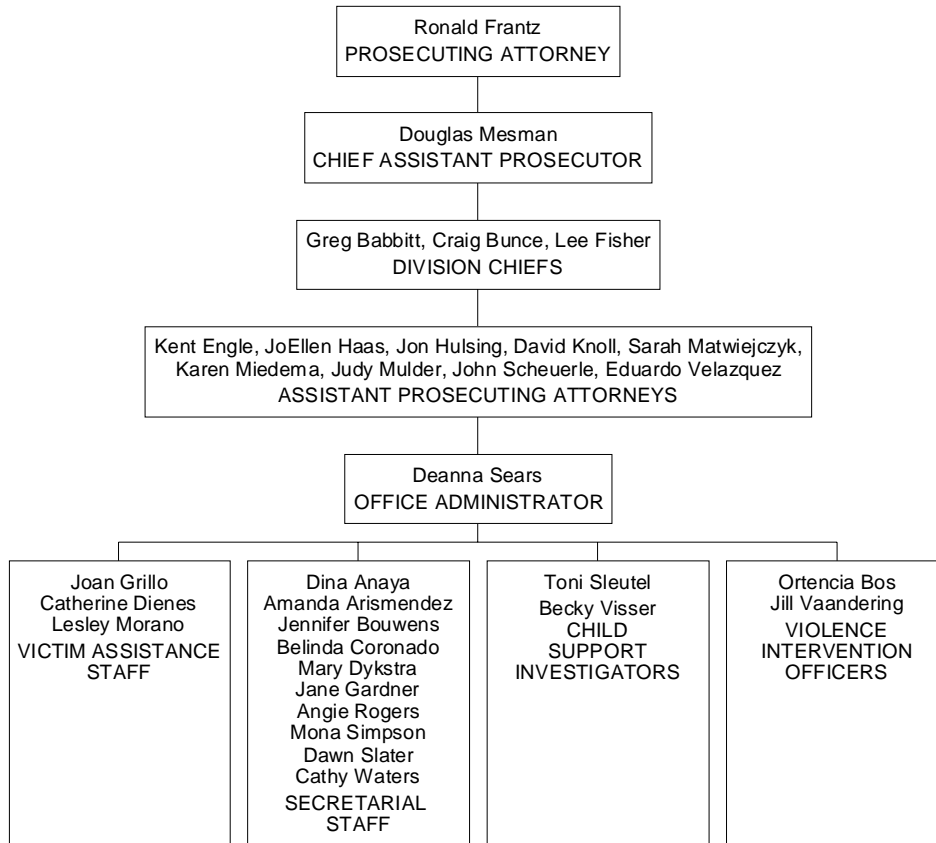 Ronald Frantz
PROSECUTING ATTORNEY
Douglas Mesman
CHIEF ASSISTANT PROSECUTOR
Greg Babbitt, Craig Bunce, Lee Fisher
DIVISION CHIEFS
Kent Engle, JoEllen Haas, Jon Hulsing, David Knoll, Sarah Matwiejczyk,
Karen Miedema, Judy Mulder, John Scheuerle, Eduardo Velazquez
ASSISTANT PROSECUTING ATTORNEYS
Deanna Sears
OFFICE ADMINISTRATOR
Joan Grillo
Catherine Dienes
Lesley Morano
VICTIM ASSISTANCE
STAFF
Dina Anaya
Amanda Arismendez
Jennifer Bouwens
Belinda Coronado
Mary Dykstra
Jane Gardner
Angie Rogers
Mona Simpson
Dawn Slater
Cathy Waters
SECRETARIAL
STAFF
Toni Sleutel
Becky Visser
CHILD
SUPPORT
INVESTIGATORS
Ortencia Bos
Jill Vaandering
VIOLENCE
INTERVENTION
OFFICERS